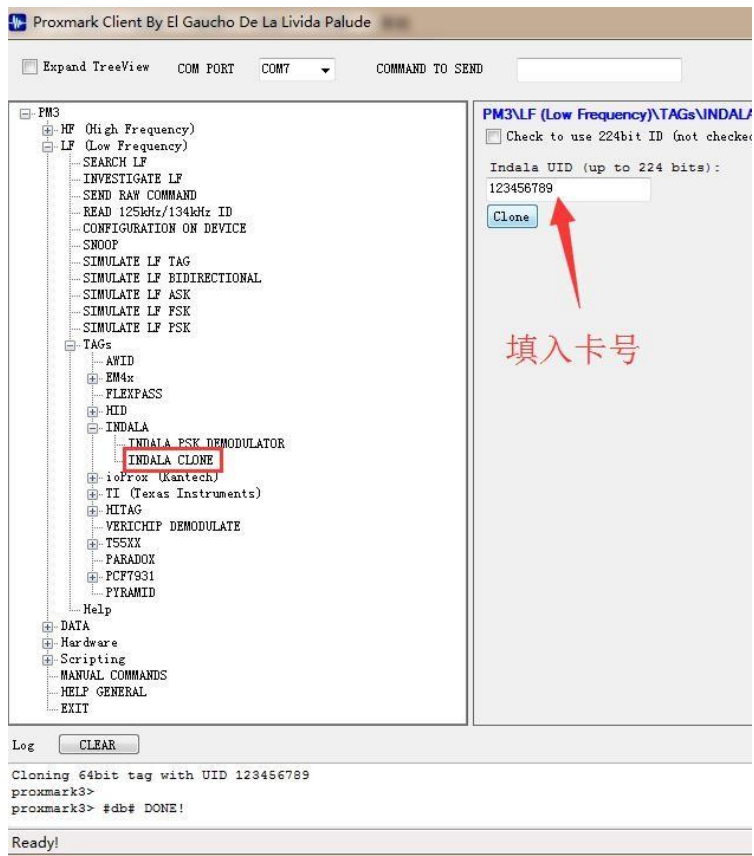 Proxmark Client By El Gaucho De La Livida Palude
Expand TreeView COM PORT COM7 COMMAND TO SEND
PM3
HF (High Frequency)
LF (Low Frequency)
SEARCH LF
INVESTIGATE LF
SEND RAW COMMAND
READ 125kHz/134kHz ID
CONFIGURATION ON DEVICE
SNOOP
SIMULATE LF TAG
SIMULATE LF BIDIRECTIONAL
SIMULATE LF ASK
SIMULATE LF FSK
SIMULATE LF PSK
TAGs
AWID
EM4x
FLEXPASS
HID
INDALA
INDALA PSK DEMODULATOR
INDALA CLONE
ioProx (Kantech)
TI (Texas Instruments)
HITAG
VERICHIP DEMODULATE
T55XX
PARADOX
PCF7931
PYRAMID
Help
DATA
Hardware
Scripting
MANUAL COMMANDS
HELP GENERAL
EXIT
PM3\LF (Low Frequency)\TAGs\INDALA
Check to use 224bit ID (not checked
Indala UID (up to 224 bits):
123456789
Clone
填入卡号
Log CLEAR
Cloning 64bit tag with UID 123456789
proxmark3>
proxmark3> #db# DONE!
Ready!